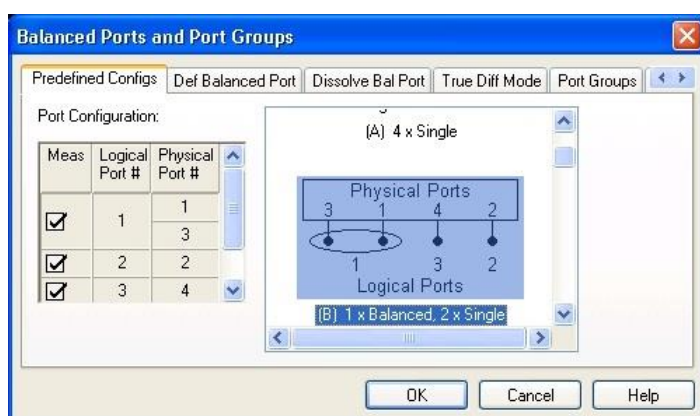 Balanced Ports and Port Groups
Predefined Configs Def Balanced Port Dissolve Bal Port True Diff Mode Port Groups
Port Configuration:
Meas Logical Port # Physical Port #
1 1
3
2 2
3 4
(A) 4 x Single
Physical Ports
3 1 4 2
1 3 2
Logical Ports
(B) 1 x Balanced, 2 x Single
OK Cancel Help